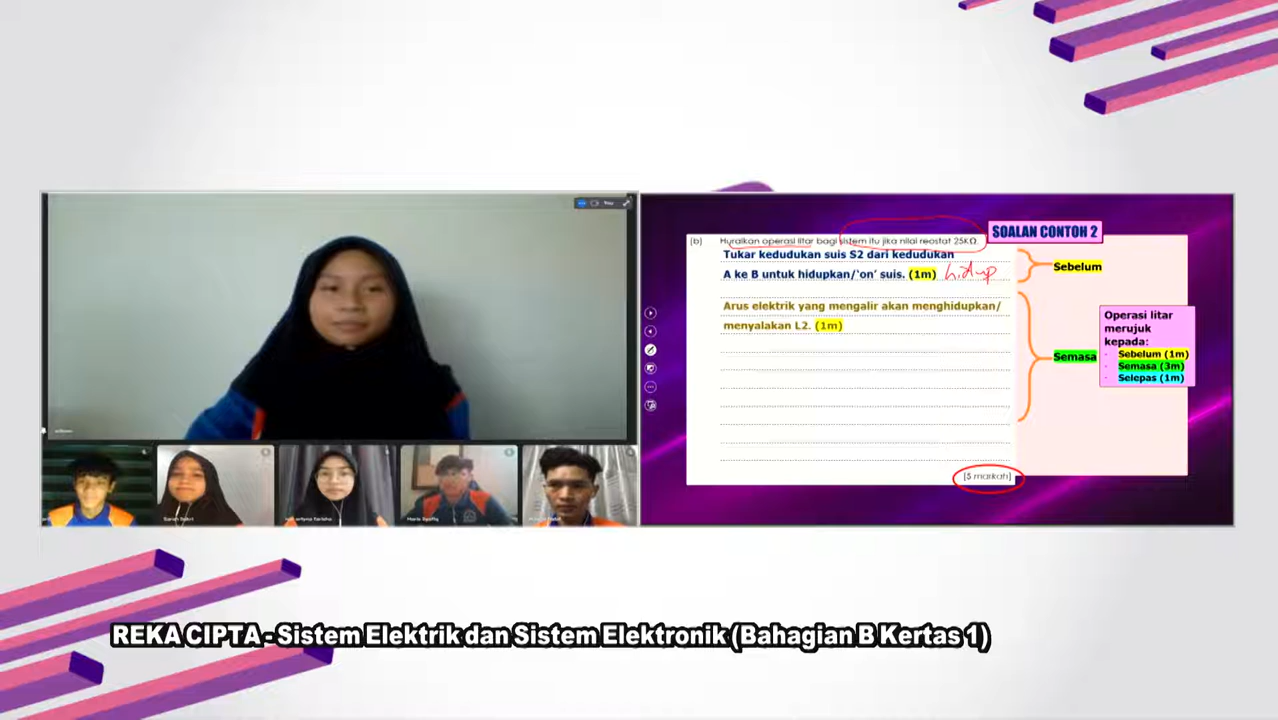 You
(b) Huraikan operasi litar bagi sistem itu jika nilai reostat 25KΩ.
SOALAN CONTOH 2
Tukar kedudukan suis S2 dari kedudukan
A ke B untuk hidupkan/'on' suis. (1m) hidup
Sebelum
Arus elektrik yang mengalir akan menghidupkan/
menyalakan L2. (1m)
Semasa
Operasi litar
merujuk
kepada:
- Sebelum (1m)
- Semasa (3m)
- Selepas (1m)
[5 markah]
Sarah Sukri
REKA CIPTA - Sistem Elektrik dan Sistem Elektronik (Bahagian B Kertas 1)